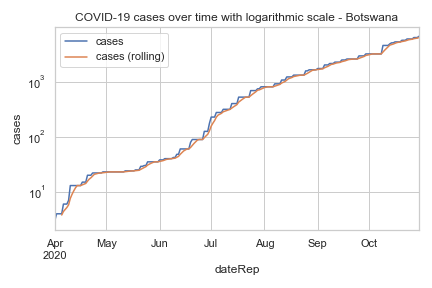 COVID-19 cases over time with logarithmic scale - Botswana
cases
cases (rolling)
10³
10²
10¹
cases
Apr May Jun Jul Aug Sep Oct
2020
dateRep